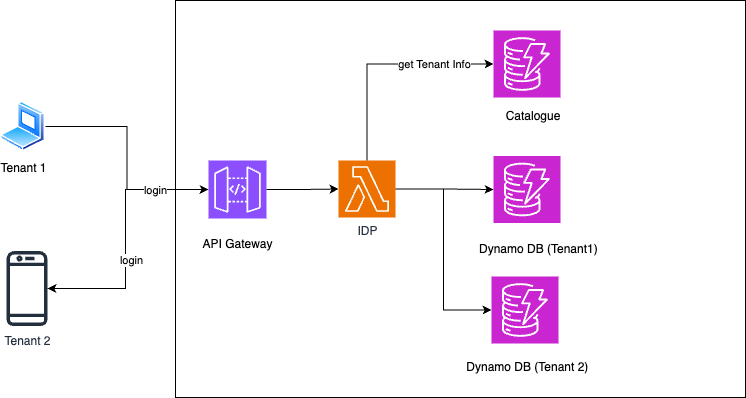 get Tenant Info
Catalogue
Tenant 1
login
</>
API Gateway
IDP
Dynamo DB (Tenant1)
login
Tenant 2
Dynamo DB (Tenant 2)